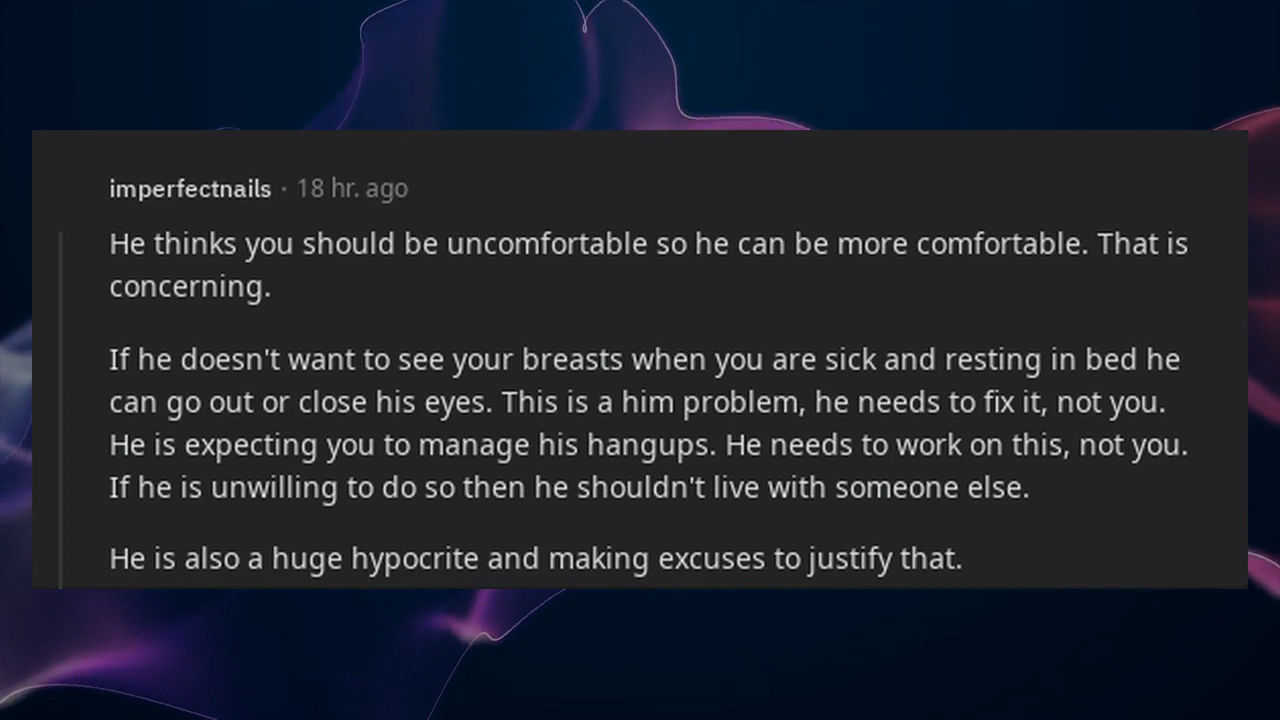 imperfectnails · 18 hr. ago
He thinks you should be uncomfortable so he can be more comfortable. That is
concerning.
If he doesn't want to see your breasts when you are sick and resting in bed he
can go out or close his eyes. This is a him problem, he needs to fix it, not you.
He is expecting you to manage his hangups. He needs to work on this, not you.
If he is unwilling to do so then he shouldn't live with someone else.
He is also a huge hypocrite and making excuses to justify that.